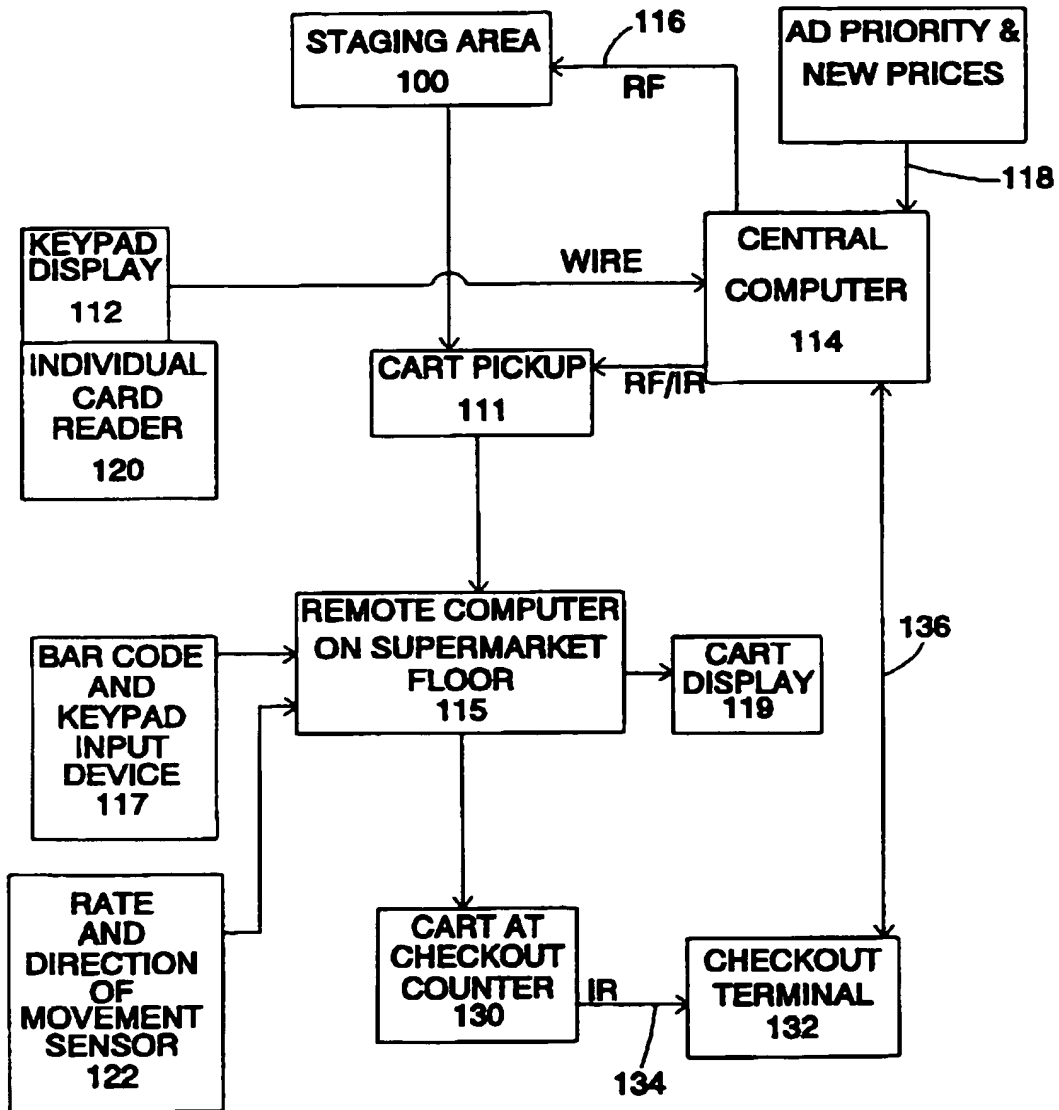 STAGING AREA
100
116
RF
AD PRIORITY &
NEW PRICES
118
KEYPAD
DISPLAY
112
WIRE
CENTRAL
COMPUTER
114
INDIVIDUAL
CARD
READER
120
CART PICKUP
111
RF/IR
REMOTE COMPUTER
ON SUPERMARKET
FLOOR
115
BAR CODE
AND
KEYPAD
INPUT
DEVICE
117
CART
DISPLAY
119
136
RATE
AND
DIRECTION
OF
MOVEMENT
SENSOR
122
CART AT
CHECKOUT
COUNTER
130
IR
134
CHECKOUT
TERMINAL
132